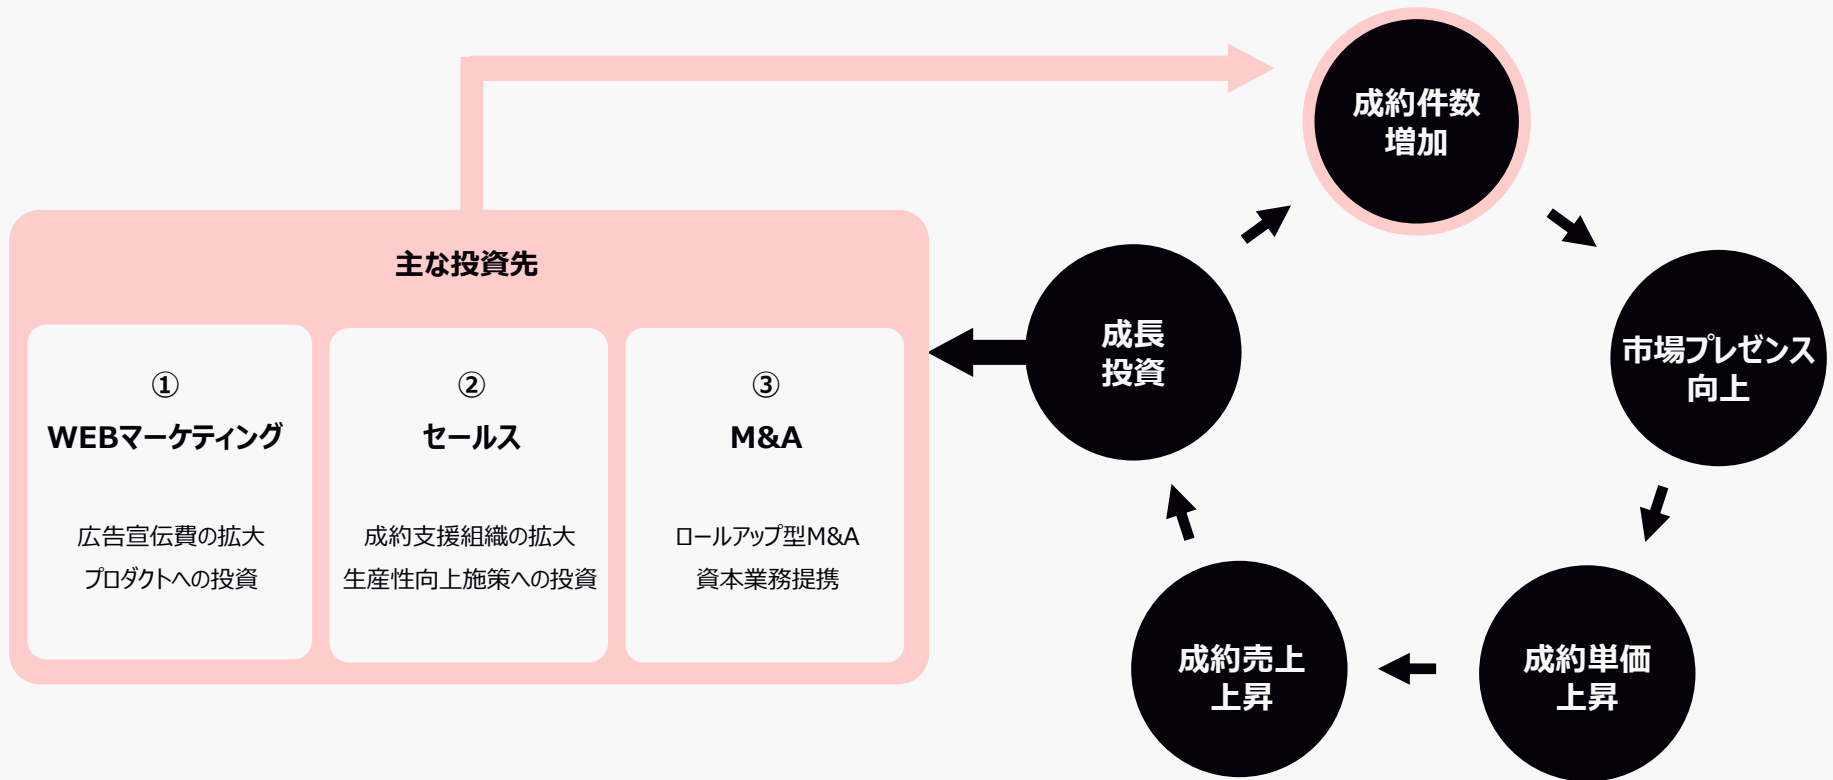 成約件数
増加
主な投資先
①
WEBマーケティング
広告宣伝費の拡大
プロダクトへの投資
②
セールス
成約支援組織の拡大
生産性向上施策への投資
③
M&A
ロールアップ型M&A
資本業務提携
成長
投資
市場プレゼンス
向上
成約売上
上昇
成約単価
上昇